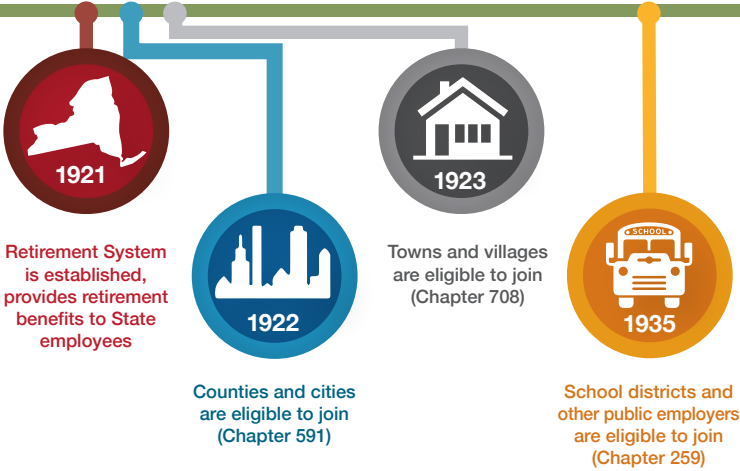 1921
Retirement System
is established,
provides retirement
benefits to State
employees
1922
Counties and cities
are eligible to join
(Chapter 591)
1923
Towns and villages
are eligible to join
(Chapter 708)
SCHOOL
1935
School districts and
other public employers
are eligible to join
(Chapter 259)